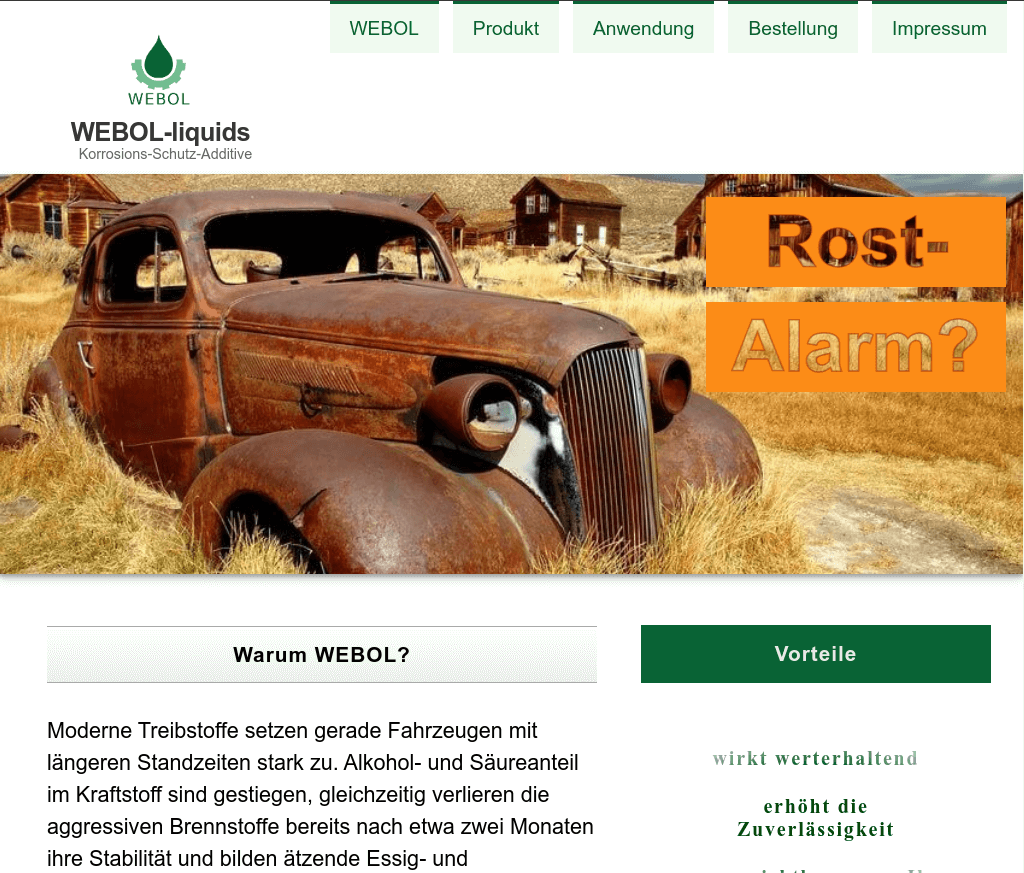 WEBOL
Produkt
Anwendung
Bestellung
Impressum
WEBOL
WEBOL-liquids
Korrosions-Schutz-Additive
Rost-
Alarm?
Warum WEBOL?
Moderne Treibstoffe setzen gerade Fahrzeugen mit
längeren Standzeiten stark zu. Alkohol- und Säureanteil
im Kraftstoff sind gestiegen, gleichzeitig verlieren die
aggressiven Brennstoffe bereits nach etwa zwei Monaten
ihre Stabilität und bilden ätzende Essig- und
Vorteile
wirkt werterhaltend
erhöht die
Zuverlässigkeit